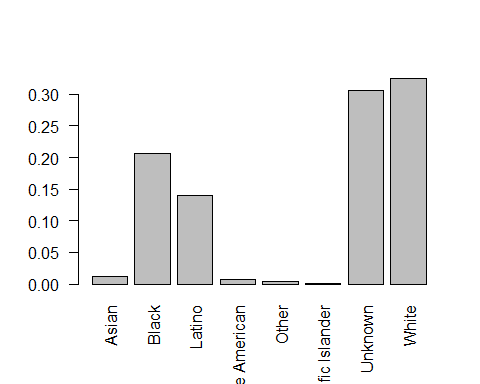 0.30
0.25
0.20
0.15
0.10
0.05
0.00
Asian
Black
Latino
e American
Other
fic Islander
Unknown
White